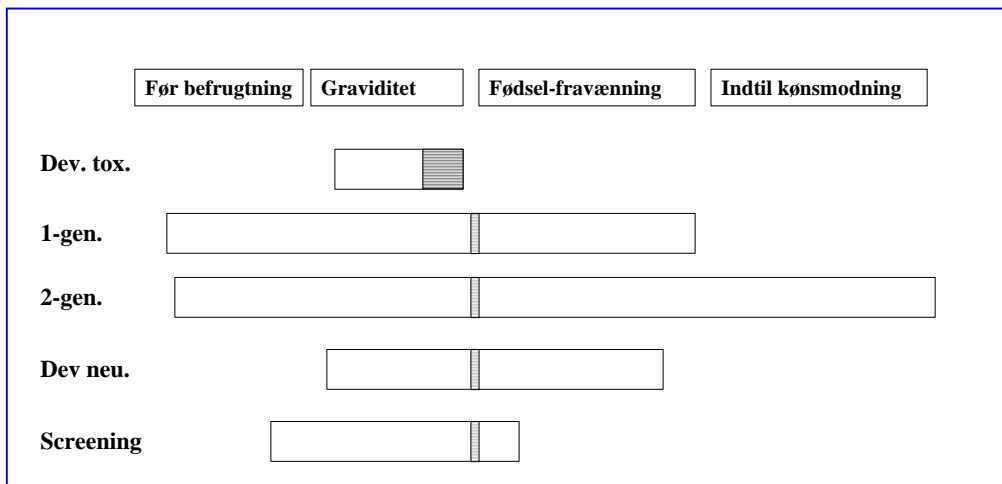 Før befrugtning Graviditet Fødsel-fravænning Indtil kønsmodning
Dev. tox.
1-gen.
2-gen.
Dev neu.
Screening